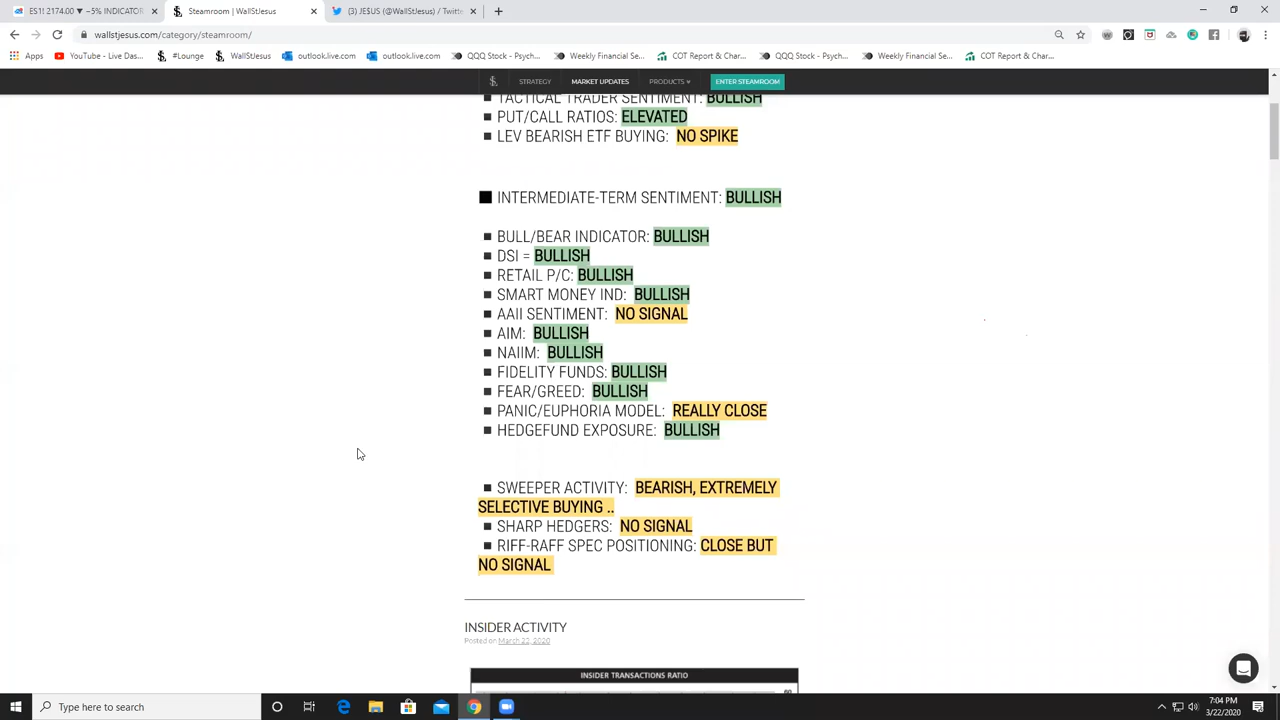 ES1! 2174.00 ▼ −5% INDICATOR/
Steamroom | WallStJesus
(3) JE$US (@WallStJesus) / Twitter
wallstjesus.com/category/steamroom/
Apps
YouTube - Live Das...
#Lounge
WallStJesus
outlook.live.com
outlook.live.com
QQQ Stock - Psych...
Weekly Financial Se...
COT Report & Char...
QQQ Stock - Psych...
Weekly Financial Se...
COT Report & Char...
STRATEGY
MARKET UPDATES
PRODUCTS
ENTER STEAMROOM
TACTICAL TRADER SENTIMENT: BULLISH
PUT/CALL RATIOS: ELEVATED
LEV BEARISH ETF BUYING: NO SPIKE
INTERMEDIATE-TERM SENTIMENT: BULLISH
BULL/BEAR INDICATOR: BULLISH
DSI = BULLISH
RETAIL P/C: BULLISH
SMART MONEY IND: BULLISH
AAII SENTIMENT: NO SIGNAL
AIM: BULLISH
NAIIM: BULLISH
FIDELITY FUNDS: BULLISH
FEAR/GREED: BULLISH
PANIC/EUPHORIA MODEL: REALLY CLOSE
HEDGEFUND EXPOSURE: BULLISH
SWEEPER ACTIVITY: BEARISH, EXTREMELY
SELECTIVE BUYING ..
SHARP HEDGERS: NO SIGNAL
RIFF-RAFF SPEC POSITIONING: CLOSE BUT
NO SIGNAL
INSIDER ACTIVITY
Posted on March 22, 2020
INSIDER TRANSACTIONS RATIO
60
Type here to search
7:04 PM
3/22/2020